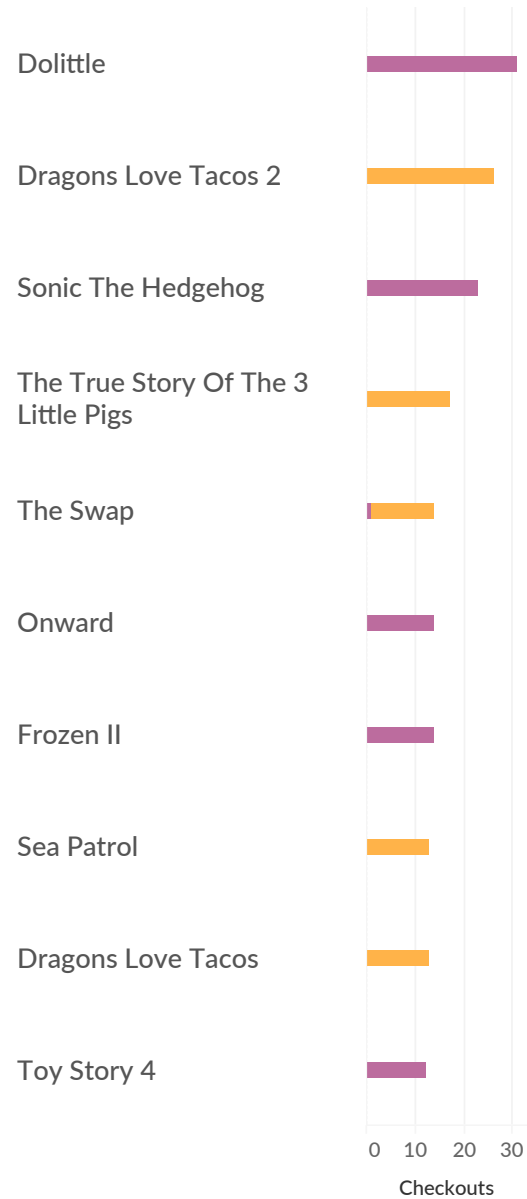 Dolittle
Dragons Love Tacos 2
Sonic The Hedgehog
The True Story Of The 3
Little Pigs
The Swap
Onward
Frozen II
Sea Patrol
Dragons Love Tacos
Toy Story 4
0 10 20 30
Checkouts